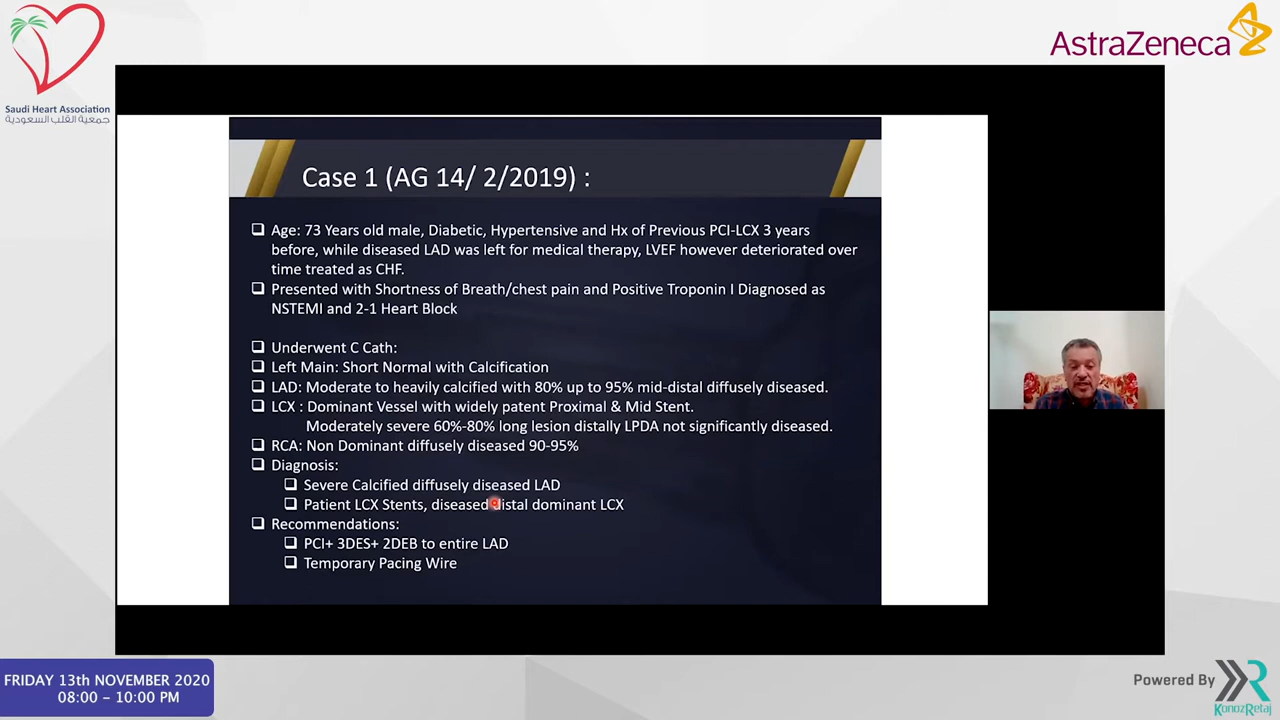 Saudi Heart Association
جمعية القلب السعودية
AstraZeneca
Case 1 (AG 14/ 2/2019) :
Age: 73 Years old male, Diabetic, Hypertensive and Hx of Previous PCI-LCX 3 years
before, while diseased LAD was left for medical therapy, LVEF however deteriorated over
time treated as CHF.
Presented with Shortness of Breath/chest pain and Positive Troponin I Diagnosed as
NSTEMI and 2-1 Heart Block
Underwent C Cath:
Left Main: Short Normal with Calcification
LAD: Moderate to heavily calcified with 80% up to 95% mid-distal diffusely diseased.
LCX : Dominant Vessel with widely patent Proximal & Mid Stent.
Moderately severe 60%-80% long lesion distally LPDA not significantly diseased.
RCA: Non Dominant diffusely diseased 90-95%
Diagnosis:
Severe Calcified diffusely diseased LAD
Patient LCX Stents, diseased distal dominant LCX
Recommendations:
PCI+ 3DES+ 2DEB to entire LAD
Temporary Pacing Wire
FRIDAY 13th NOVEMBER 2020
08:00 – 10:00 PM
Powered By
KonozRetaj